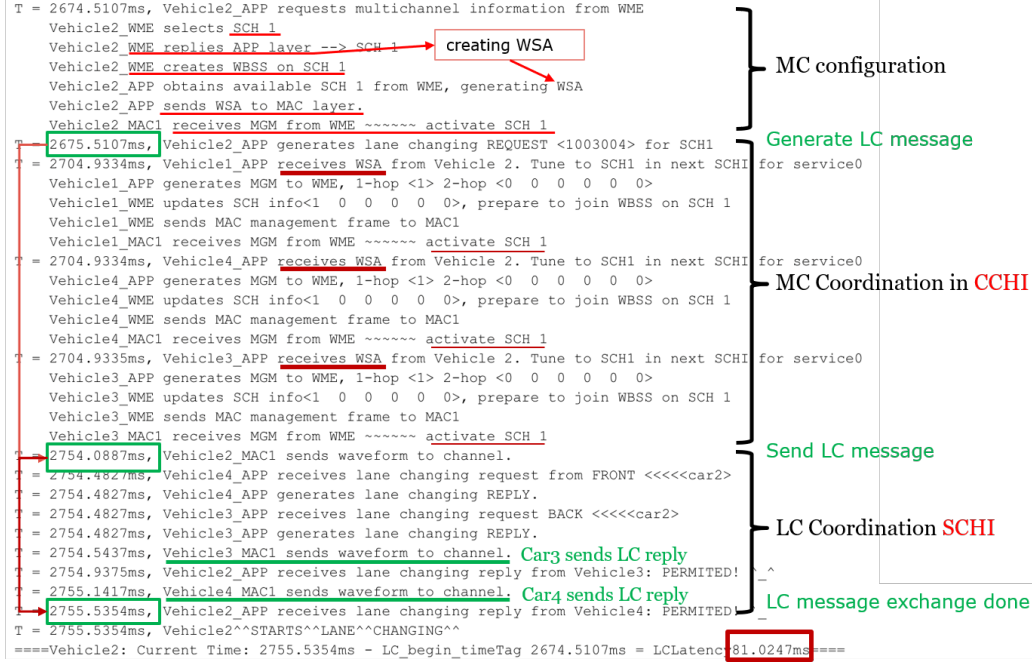 T = 2674.5107ms, Vehicle2_APP requests multichannel information from WME
Vehicle2_WME selects SCH 1
Vehicle2_WME replies APP layer --> SCH 1
creating WSA
Vehicle2_WME creates WBSS on SCH 1
MC configuration
Vehicle2_APP obtains available SCH 1 from WME, generating WSA
Vehicle2_APP sends WSA to MAC layer.
Vehicle2_MAC1 receives MGM from WME ~~~~~~ activate SCH 1
T = 2675.5107ms, Vehicle2_APP generates lane changing REQUEST <1003004> for SCH1
Generate LC message
T = 2704.9334ms, Vehicle1_APP receives WSA from Vehicle 2. Tune to SCH1 in next SCHI for service0
Vehicle1_APP generates MGM to WME, 1-hop <1> 2-hop <0 0 0 0 0 0>
Vehicle1_WME updates SCH info<1 0 0 0 0 0>, prepare to join WBSS on SCH 1
Vehicle1_WME sends MAC management frame to MAC1
Vehicle1_MAC1 receives MGM from WME ~~~~~~ activate SCH 1
T = 2704.9334ms, Vehicle4_APP receives WSA from Vehicle 2. Tune to SCH1 in next SCHI for service0
Vehicle4_APP generates MGM to WME, 1-hop <1> 2-hop <0 0 0 0 0 0>
MC Coordination in CCHI
Vehicle4_WME updates SCH info<1 0 0 0 0 0>, prepare to join WBSS on SCH 1
Vehicle4_WME sends MAC management frame to MAC1
Vehicle4_MAC1 receives MGM from WME ~~~~~~ activate SCH 1
T = 2704.9335ms, Vehicle3_APP receives WSA from Vehicle 2. Tune to SCH1 in next SCHI for service0
Vehicle3_APP generates MGM to WME, 1-hop <1> 2-hop <0 0 0 0 0 0>
Vehicle3_WME updates SCH info<1 0 0 0 0 0>, prepare to join WBSS on SCH 1
Vehicle3_WME sends MAC management frame to MAC1
Vehicle3_MAC1 receives MGM from WME ~~~~~~ activate SCH 1
T = 2754.0887ms, Vehicle2_MAC1 sends waveform to channel.
Send LC message
T = 2754.4827ms, Vehicle4_APP receives lane changing request from FRONT <<<<<car2>
T = 2754.4827ms, Vehicle4_APP generates lane changing REPLY.
T = 2754.4827ms, Vehicle3_APP receives lane changing request BACK <<<<<car2>
T = 2754.4827ms, Vehicle3_APP generates lane changing REPLY.
LC Coordination SCHI
T = 2754.5437ms, Vehicle3_MAC1 sends waveform to channel.
Car3 sends LC reply
T = 2754.9375ms, Vehicle2_APP receives lane changing reply from Vehicle3: PERMITED! ^_^
T = 2755.1417ms, Vehicle4_MAC1 sends waveform to channel.
Car4 sends LC reply
T = 2755.5354ms, Vehicle2_APP receives lane changing reply from Vehicle4: PERMITED! ^_^
LC message exchange done
T = 2755.5354ms, Vehicle2^^STARTS^^LANE^^CHANGING^^
====Vehicle2: Current Time: 2755.5354ms - LC_begin_timeTag 2674.5107ms = LCLatency81.0247ms====